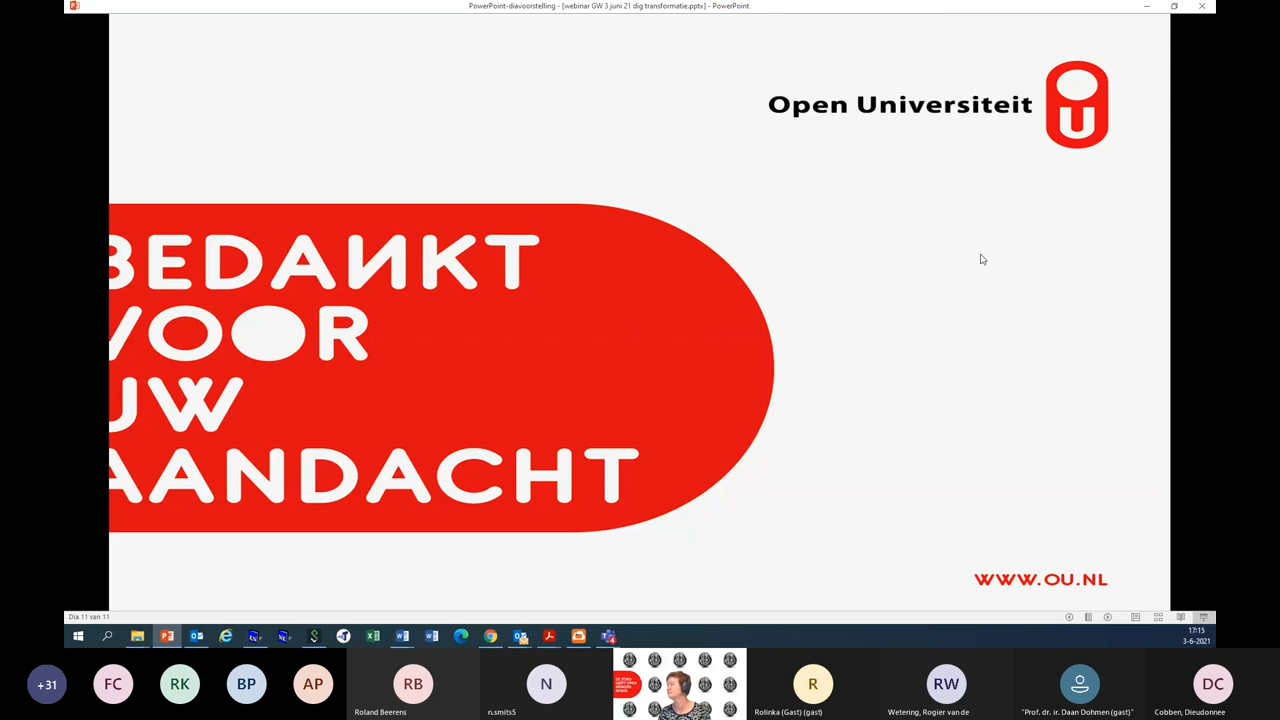 PowerPoint-diavoorstelling - [webinar GW 3 juni 21 dig transformatie.pptx] - PowerPoint
Open Universiteit
BEDANKT
VOOR
UW
AANDACHT
WWW.OU.NL
Dia 11 van 11
17:15
3-6-2021
+31
FC
RK
BP
AP
RB
N
R
RW
DC
Roland Beerens
n.smits5
Rolinka (Gast) (gast)
Wetering, Rogier van de
"Prof. dr. ir. Daan Dohmen (gast)"
Cobben, Dieudonnee